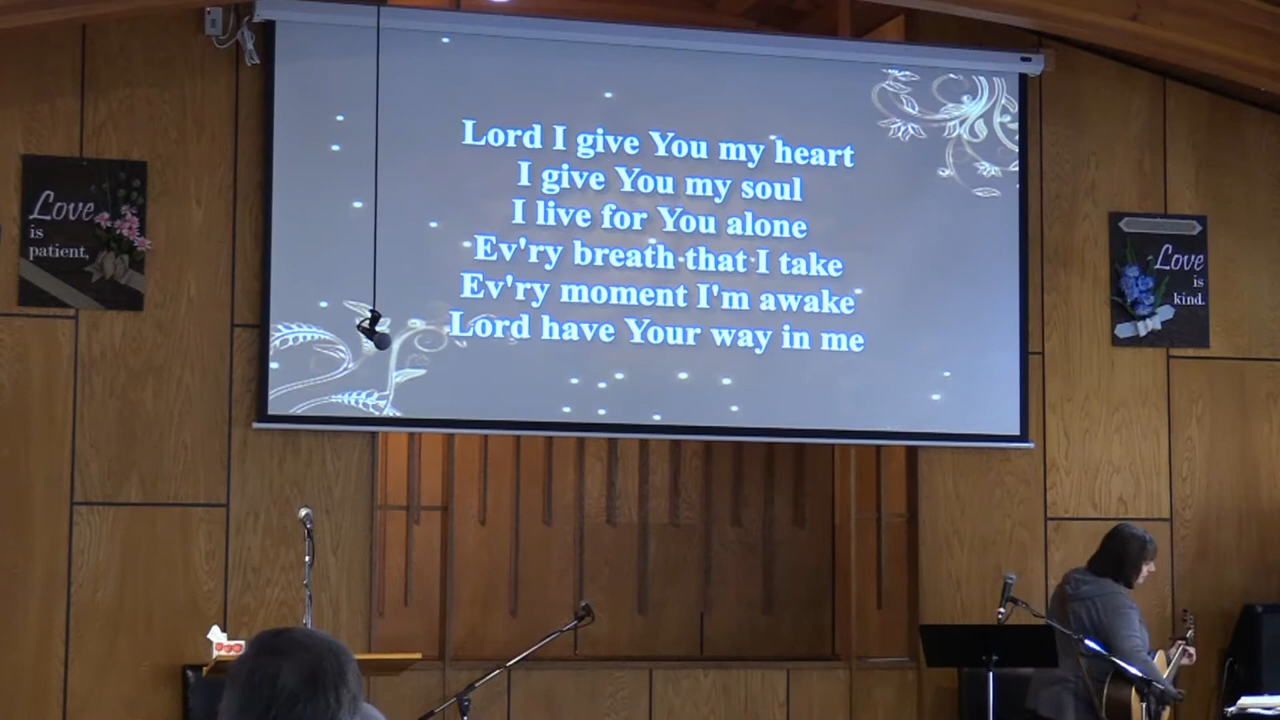 Lord I give You my heart
I give You my soul
I live for You alone
Ev'ry breath that I take
Ev'ry moment I'm awake
Lord have Your way in me
Love
is
patient,
Love
is
kind.